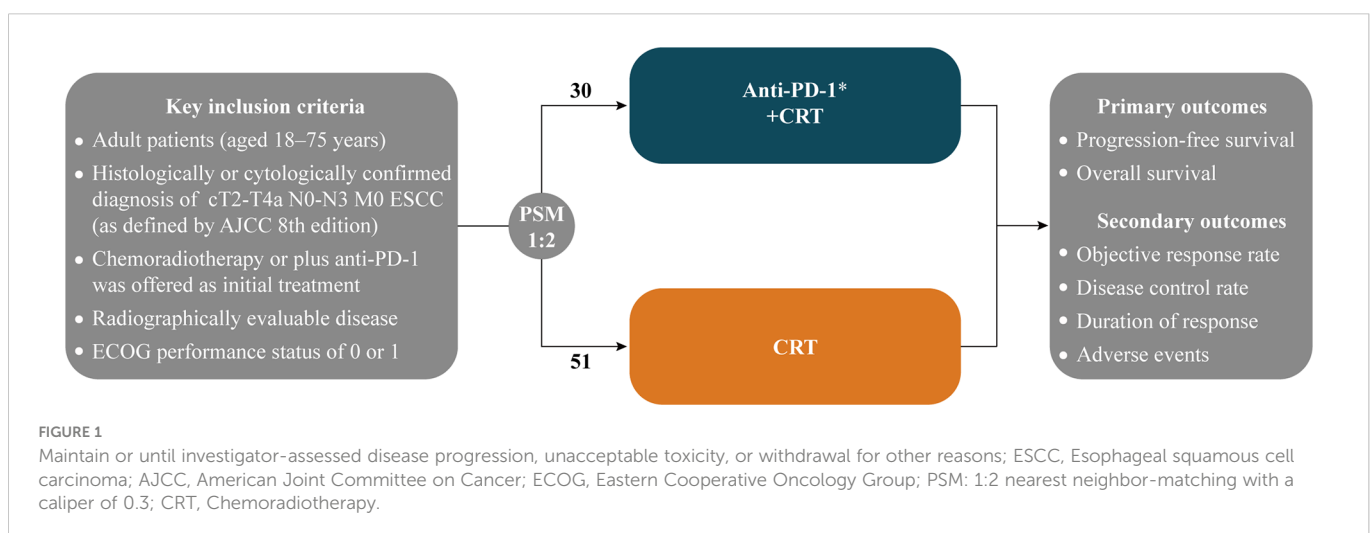 Key inclusion criteria
• Adult patients (aged 18–75 years)
• Histologically or cytologically confirmed
diagnosis of cT2-T4a N0-N3 M0 ESCC
(as defined by AJCC 8th edition)
• Chemoradiotherapy or plus anti-PD-1
was offered as initial treatment
• Radiographically evaluable disease
• ECOG performance status of 0 or 1
PSM
1:2
30
Anti-PD-1*
+CRT
51
CRT
Primary outcomes
• Progression-free survival
• Overall survival
Secondary outcomes
• Objective response rate
• Disease control rate
• Duration of response
• Adverse events
FIGURE 1
Maintain or until investigator-assessed disease progression, unacceptable toxicity, or withdrawal for other reasons; ESCC, Esophageal squamous cell
carcinoma; AJCC, American Joint Committee on Cancer; ECOG, Eastern Cooperative Oncology Group; PSM: 1:2 nearest neighbor-matching with a
caliper of 0.3; CRT, Chemoradiotherapy.